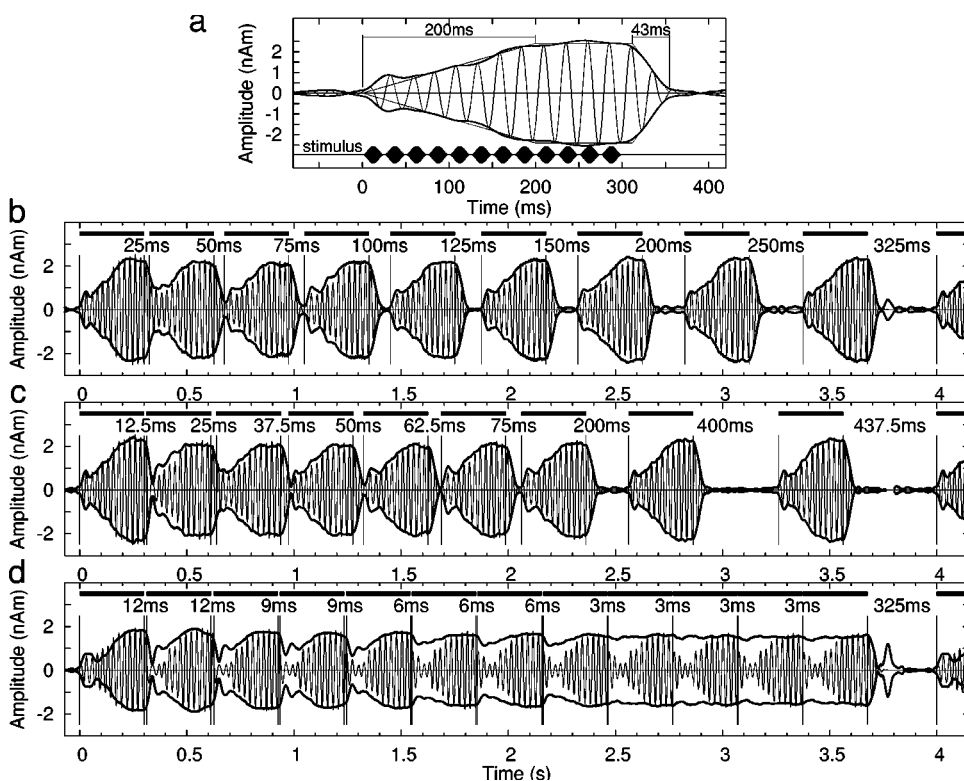 a
Amplitude (nAm)
2
1
0
-1
-2
200ms
43ms
stimulus
0 100 200 300 400
Time (ms)
b
Amplitude (nAm)
2
0
-2
25ms 50ms 75ms 100ms 125ms 150ms 200ms 250ms 325ms
0 0.5 1 1.5 2 2.5 3 3.5 4
c
Amplitude (nAm)
2
0
-2
12.5ms 25ms 37.5ms 50ms 62.5ms 75ms 200ms 400ms 437.5ms
0 0.5 1 1.5 2 2.5 3 3.5 4
d
Amplitude (nAm)
2
0
-2
12ms 12ms 9ms 9ms 6ms 6ms 6ms 3ms 3ms 3ms 3ms 325ms
0 0.5 1 1.5 2 2.5 3 3.5 4
Time (s)